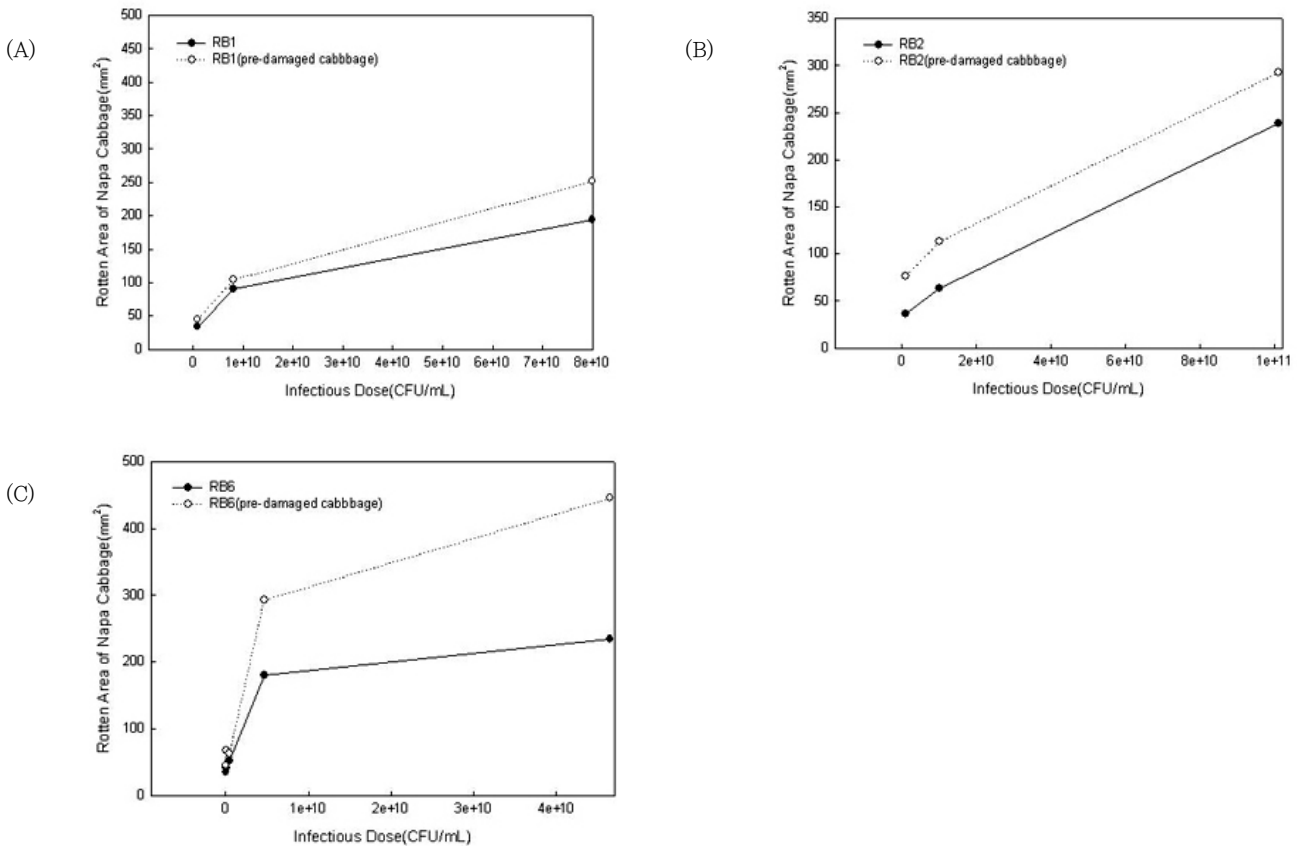 (A)
Rotten Area of Napa Cabbage(mm²)
500
450
400
350
300
250
200
150
100
50
0
RB1
RB1(pre-damaged cabbbage)
0 1e+10 2e+10 3e+10 4e+10 5e+10 6e+10 7e+10 8e+10
Infectious Dose(CFU/mL)
(B)
Rotten Area of Napa Cabbage(mm²)
350
300
250
200
150
100
50
0
RB2
RB2(pre-damaged cabbbage)
0 2e+10 4e+10 6e+10 8e+10 1e+11
Infectious Dose(CFU/mL)
(C)
Rotten Area of Napa Cabbage(mm²)
500
400
300
200
100
0
RB6
RB6(pre-damaged cabbbage)
0 1e+10 2e+10 3e+10 4e+10
Infectious Dose(CFU/mL)